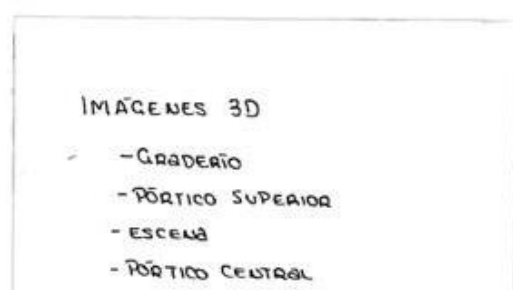 IMÁGENES 3D
- GRADERÍO
- PÓRTICO SUPERIOR
- ESCENA
- PÓRTICO CENTRAL